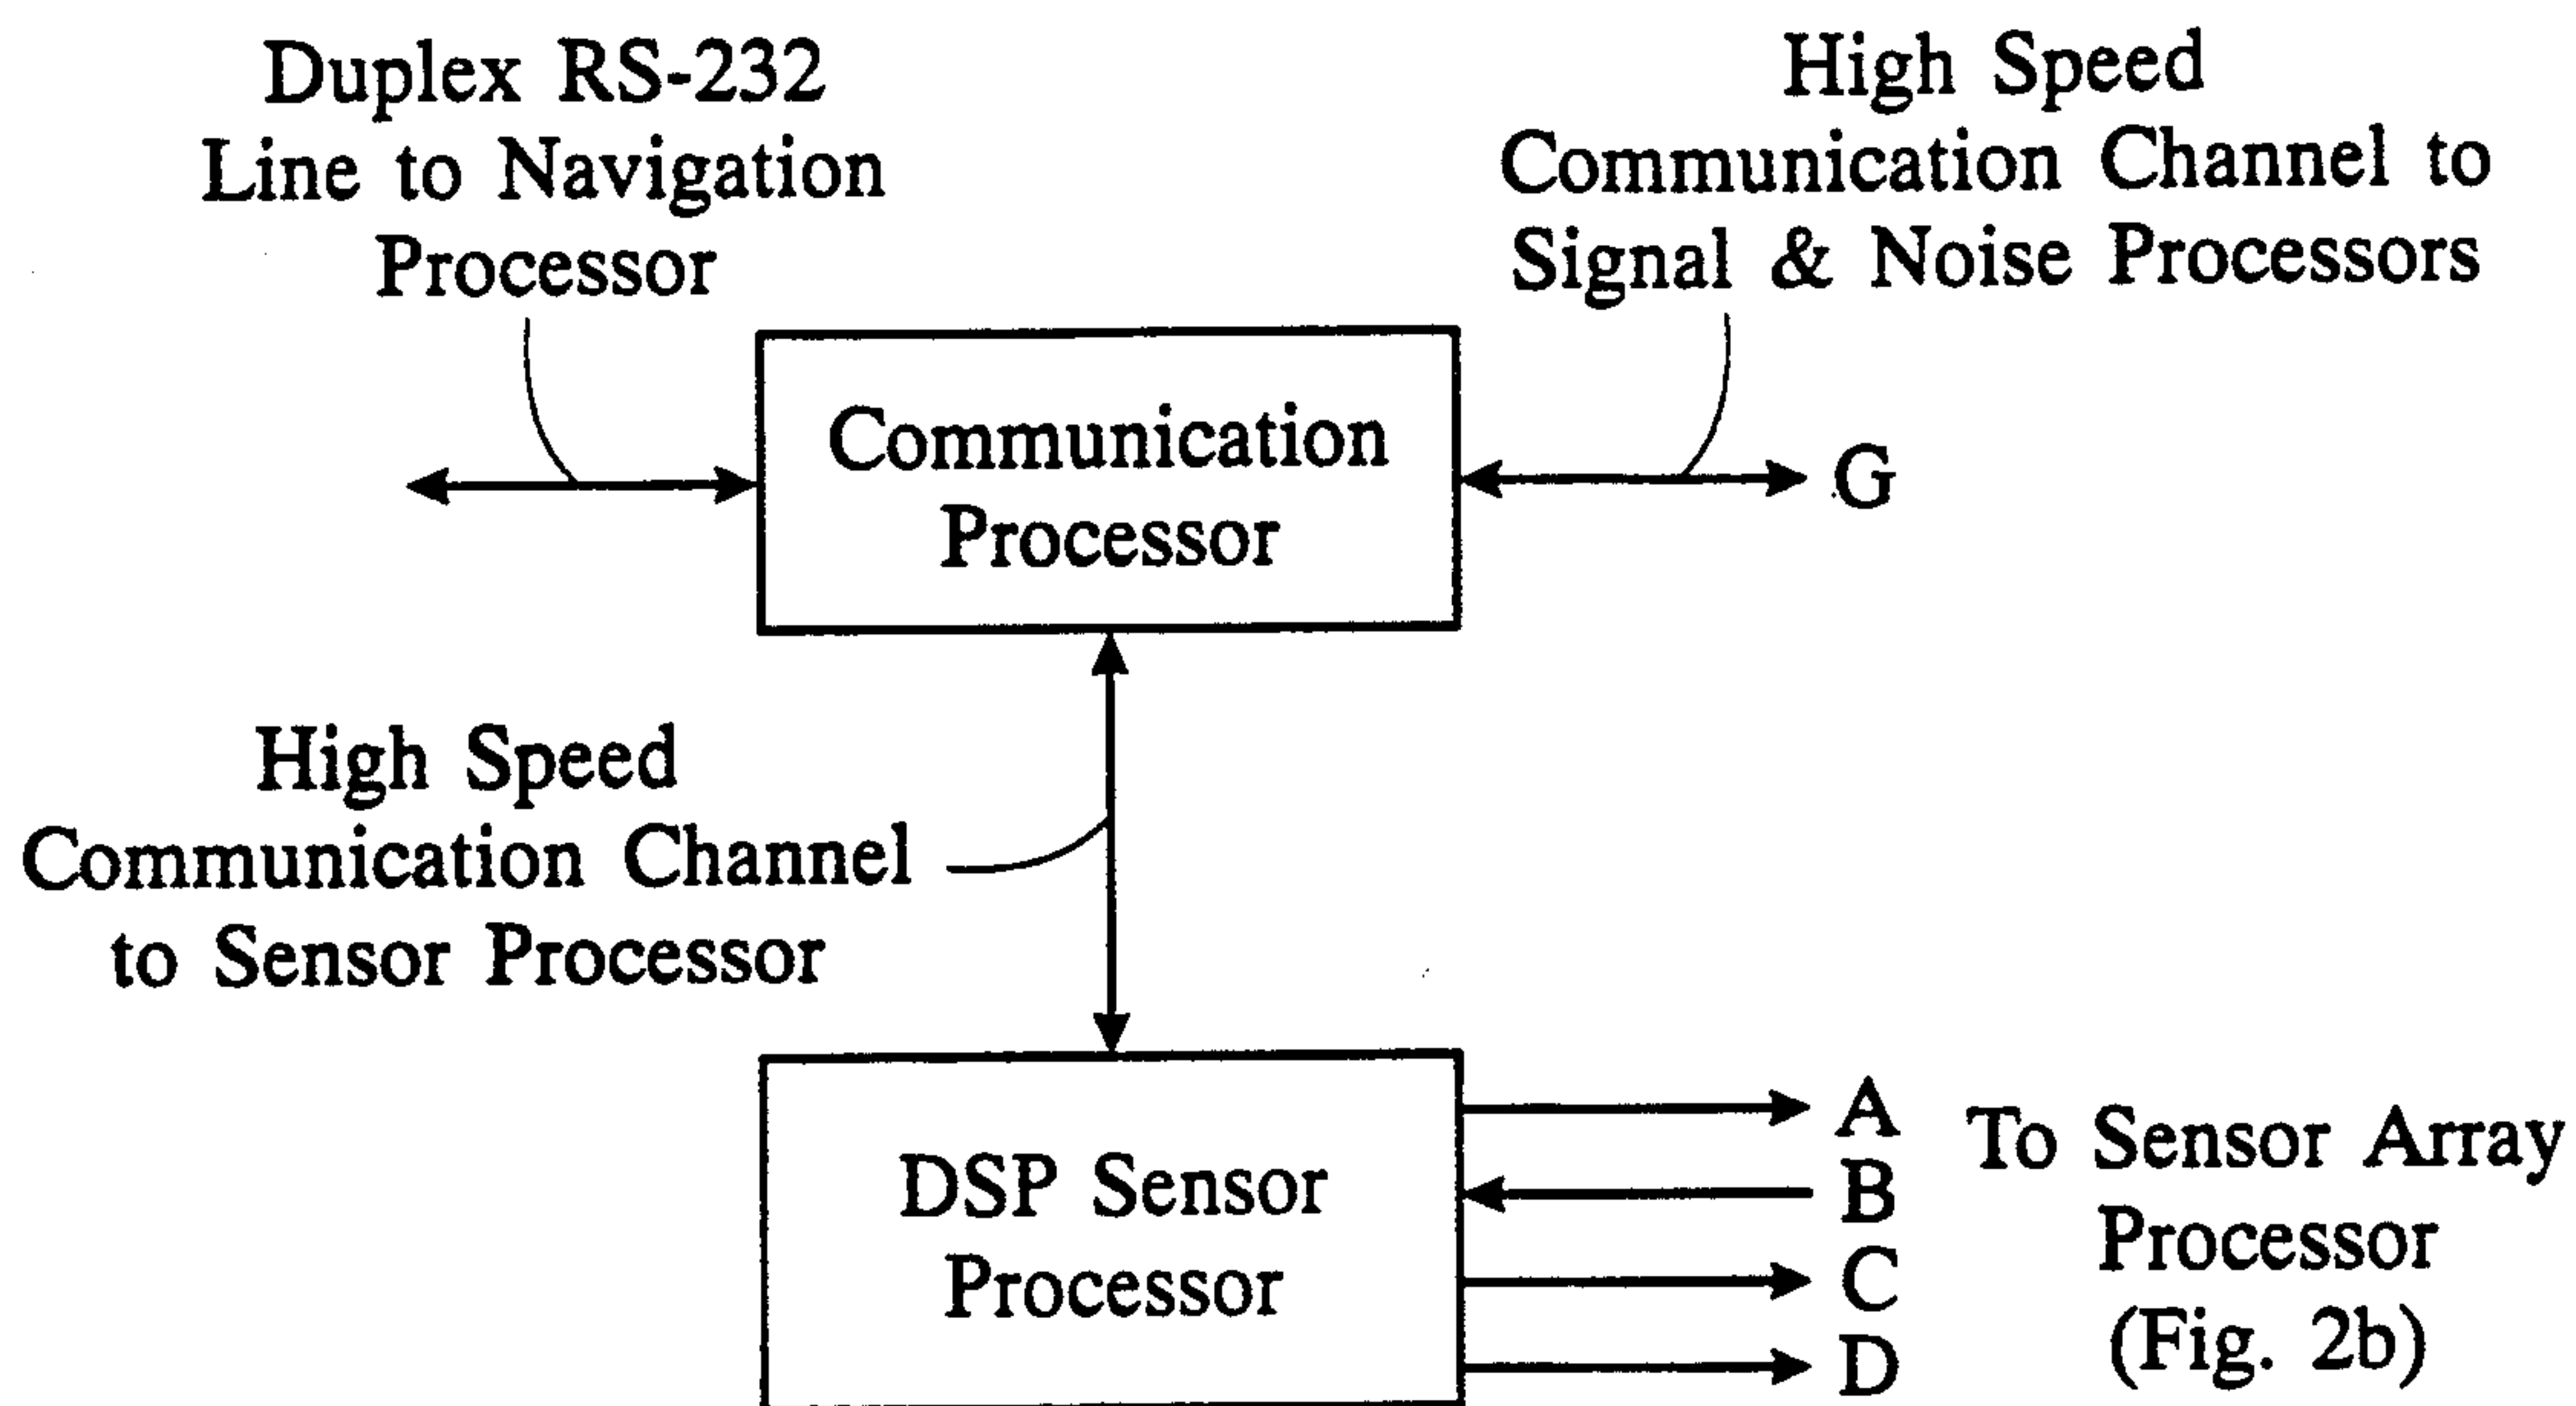 Duplex RS-232
Line to Navigation
Processor
High Speed
Communication Channel to
Signal & Noise Processors
Communication
Processor
G
High Speed
Communication Channel
to Sensor Processor
DSP Sensor
Processor
A
B
C
D
To Sensor Array
Processor
(Fig. 2b)